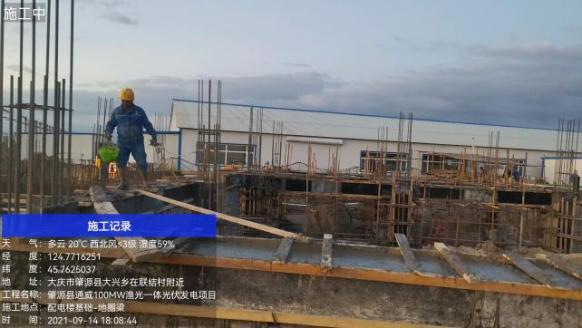 施工中
施工记录
天 气：多云 20℃ 西北风≤3级 湿度59%
经 度：124.7716251
纬 度：45.7625037
地 址：大庆市肇源县大兴乡在联结村附近
工程名称：肇源县通威100MW渔光一体光伏发电项目
施工地点：配电楼基础-地圈梁
时 间：2021-09-14 18:08:44